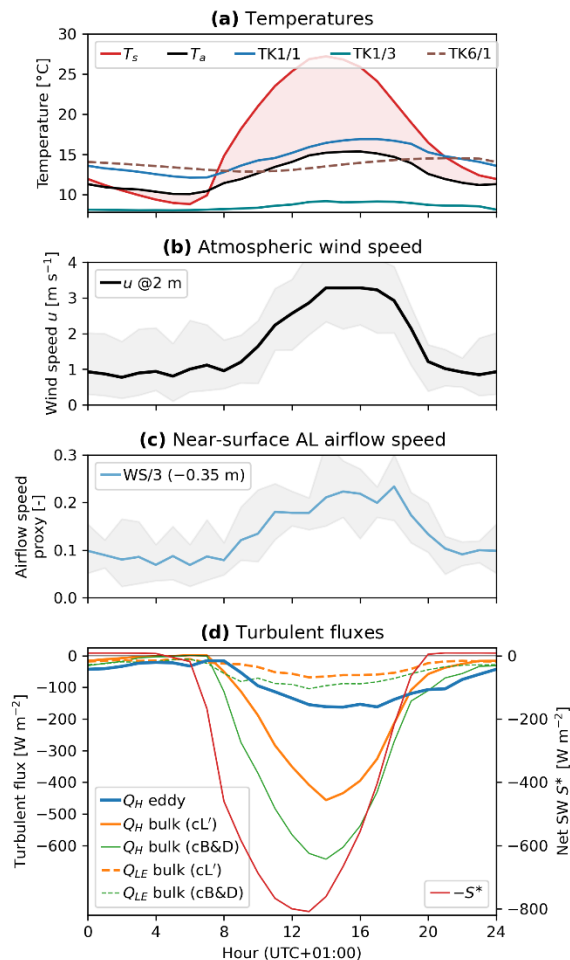 (a) Temperatures
30
25
20
15
10
Temperature [°C]
T_s T_a TK1/1 TK1/3 TK6/1
(b) Atmospheric wind speed
4
3
2
1
0
Wind speed u [m s⁻¹]
u @2 m
(c) Near-surface AL airflow speed
0.3
0.2
0.1
0.0
Airflow speed
proxy [-]
WS/3 (−0.35 m)
(d) Turbulent fluxes
0
−100
−200
−300
−400
−500
−600
Turbulent flux [W m⁻²]
Q_H eddy
Q_H bulk (cL′)
Q_H bulk (cB&D)
Q_LE bulk (cL′)
Q_LE bulk (cB&D)
−S*
0
−200
−400
−600
−800
Net SW S* [W m⁻²]
0 4 8 12 16 20 24
Hour (UTC+01:00)